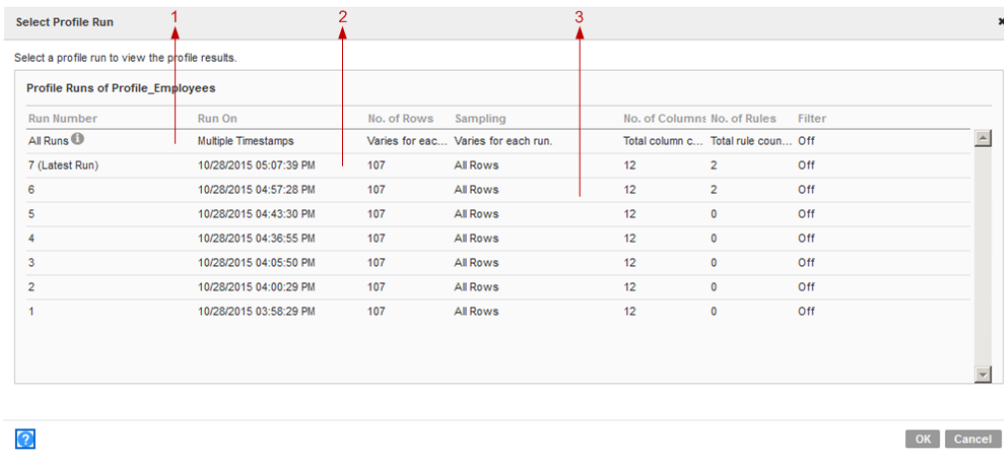 Select Profile Run 1 2 3 x
Select a profile run to view the profile results.
Profile Runs of Profile_Employees
Run Number Run On No. of Rows Sampling No. of Columns No. of Rules Filter
All Runs Multiple Timestamps Varies for eac... Varies for each run. Total column c... Total rule coun... Off
7 (Latest Run) 10/28/2015 05:07:39 PM 107 All Rows 12 2 Off
6 10/28/2015 04:57:28 PM 107 All Rows 12 2 Off
5 10/28/2015 04:43:30 PM 107 All Rows 12 0 Off
4 10/28/2015 04:36:55 PM 107 All Rows 12 0 Off
3 10/28/2015 04:05:50 PM 107 All Rows 12 0 Off
2 10/28/2015 04:00:29 PM 107 All Rows 12 0 Off
1 10/28/2015 03:58:29 PM 107 All Rows 12 0 Off
? OK Cancel